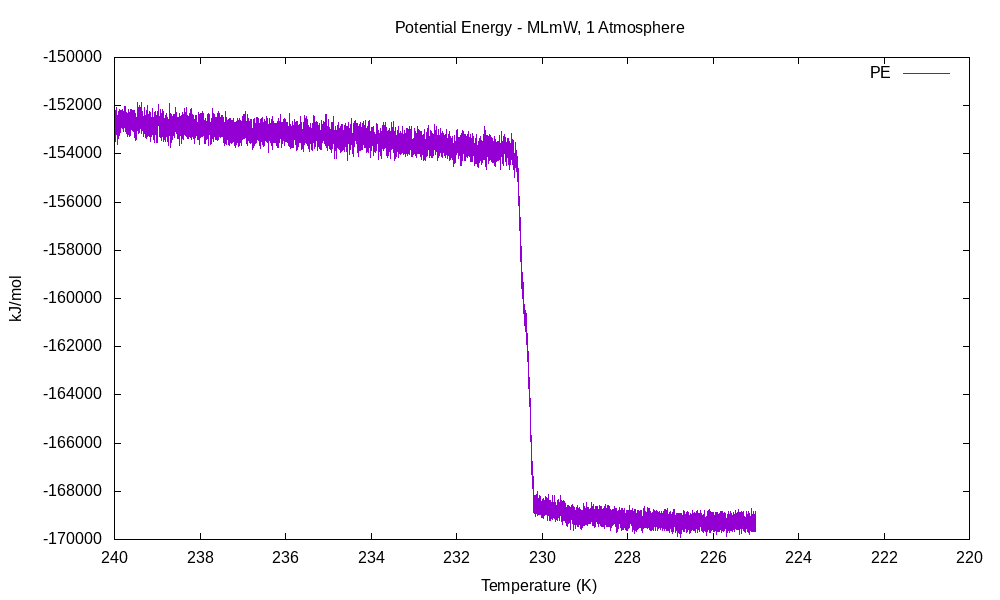 Potential Energy - MLmW, 1 Atmosphere
PE
-150000
-152000
-154000
-156000
-158000
-160000
-162000
-164000
-166000
-168000
-170000
kJ/mol
240 238 236 234 232 230 228 226 224 222 220
Temperature (K)